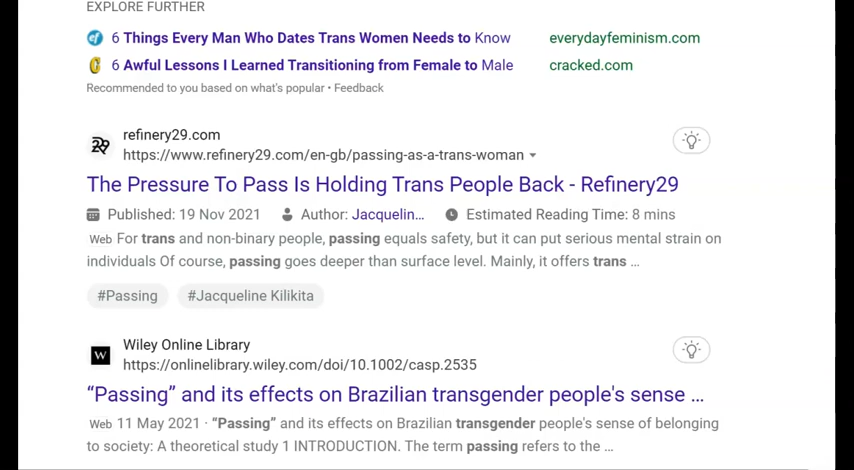 EXPLORE FURTHER
6 Things Every Man Who Dates Trans Women Needs to Know everydayfeminism.com
6 Awful Lessons I Learned Transitioning from Female to Male cracked.com
Recommended to you based on what's popular • Feedback
refinery29.com
https://www.refinery29.com/en-gb/passing-as-a-trans-woman
The Pressure To Pass Is Holding Trans People Back - Refinery29
Published: 19 Nov 2021 Author: Jacquelin... Estimated Reading Time: 8 mins
Web For trans and non-binary people, passing equals safety, but it can put serious mental strain on
individuals Of course, passing goes deeper than surface level. Mainly, it offers trans ...
#Passing #Jacqueline Kilikita
W Wiley Online Library
https://onlinelibrary.wiley.com/doi/10.1002/casp.2535
“Passing” and its effects on Brazilian transgender people's sense ...
Web 11 May 2021 · “Passing” and its effects on Brazilian transgender people's sense of belonging
to society: A theoretical study 1 INTRODUCTION. The term passing refers to the ...